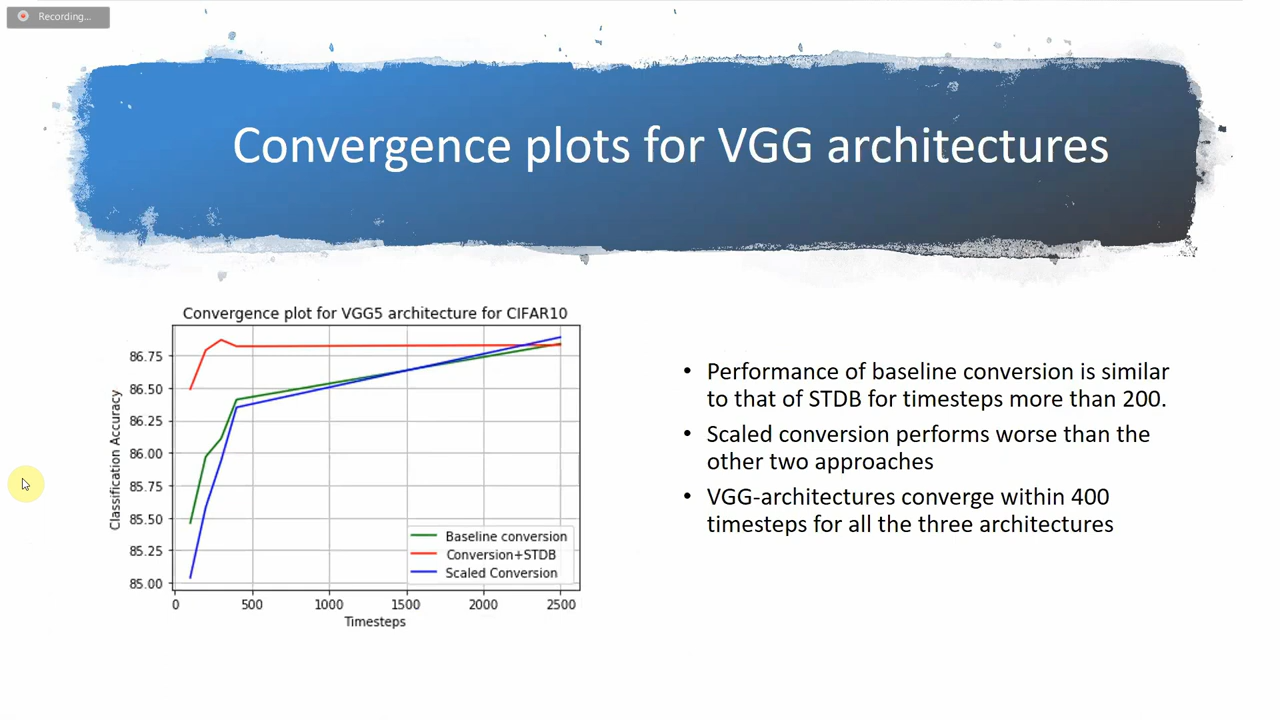 Recording...
Convergence plots for VGG architectures
Convergence plot for VGG5 architecture for CIFAR10
86.75
86.50
86.25
86.00
85.75
85.50
85.25
85.00
Classification Accuracy
Baseline conversion
Conversion+STDB
Scaled Conversion
0 500 1000 1500 2000 2500
Timesteps
• Performance of baseline conversion is similar
to that of STDB for timesteps more than 200.
• Scaled conversion performs worse than the
other two approaches
• VGG-architectures converge within 400
timesteps for all the three architectures